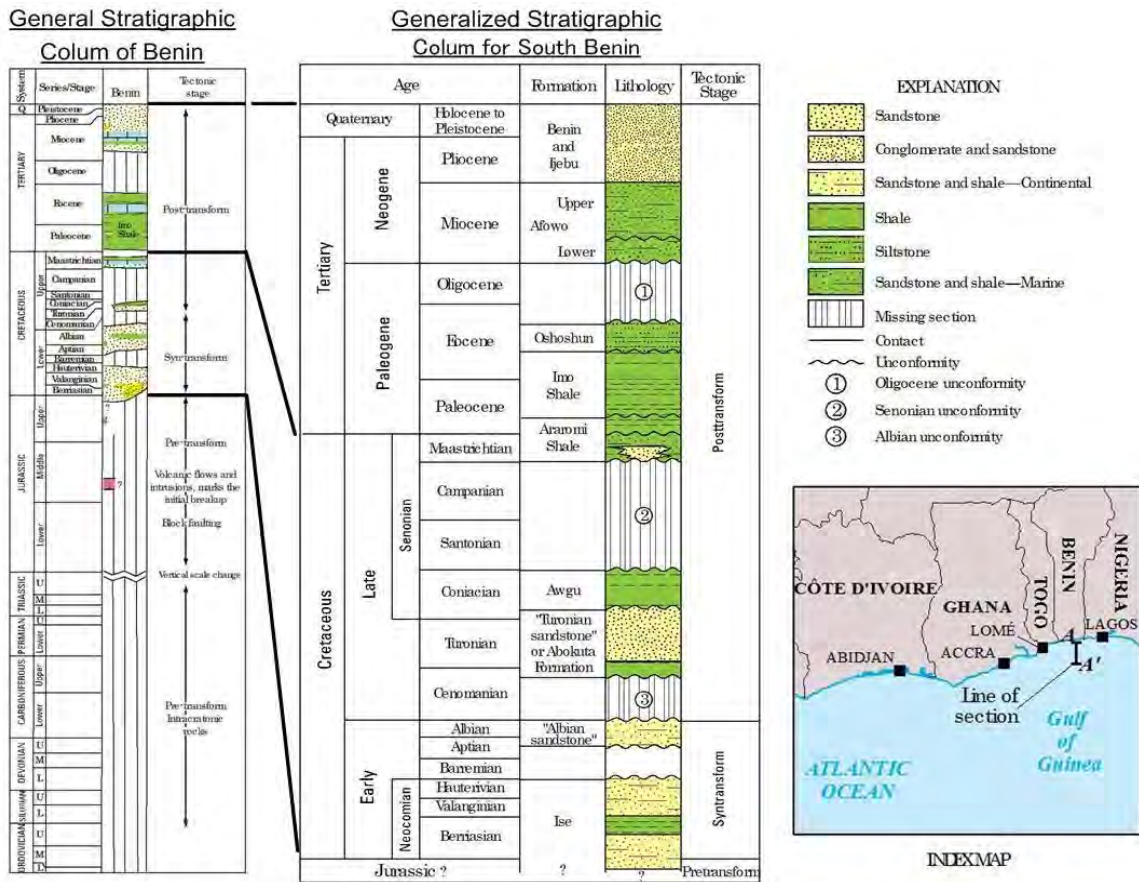 General Stratigraphic
Colum of Benin
System
Series/Stage
Benin
Tectonic
stage
Q
Pleistocene
Pliocene
TERTIARY
Miocene
Oligocene
Eocene
Paleocene
Imo
Shale
Post-transform
CRETACEOUS
Upper
Maastrichtian
Campanian
Santonian
Coniacian
Turonian
Cenomanian
Lower
Albian
Aptian
Barremian
Hauterivian
Valanginian
Berriasian
Syn-transform
JURASSIC
Upper
Middle
Lower
?
Pre-transform
Volcanic flows and
intrusions, marks the
initial breakup
Block faulting
Vertical scale change
TRIASSIC
U
M
L
PERMIAN
U
Lower
CARBONIFEROUS
Upper
Lower
DEVONIAN
U
M
L
SILURIAN
U
L
ORDOVICIAN
U
M
L
Pre-transform
Intracratonic
rocks
Generalized Stratigraphic
Colum for South Benin
Age
Formation
Lithology
Tectonic
Stage
Quaternary
Holocene to
Pleistocene
Benin
and
Ijebu
Tertiary
Neogene
Pliocene
Miocene
Upper
Afowo
Lower
Paleogene
Oligocene
1
Eocene
Oshoshun
Imo
Shale
Paleocene
Araromi
Shale
Posttransform
Cretaceous
Late
Senonian
Maastrichtian
Campanian
2
Santonian
Coniacian
Awgu
Turonian
"Turonian
sandstone"
or Abokuta
Formation
Cenomanian
3
Early
Albian
"Albian
sandstone"
Aptian
Barremian
Neocomian
Hauterivian
Valanginian
Berriasian
Ise
Syntransform
Jurassic ?
?
?
Pretransform
EXPLANATION
Sandstone
Conglomerate and sandstone
Sandstone and shale—Continental
Shale
Siltstone
Sandstone and shale—Marine
Missing section
Contact
Unconformity
1 Oligocene unconformity
2 Senonian unconformity
3 Albian unconformity
CÔTE D'IVOIRE
GHANA
TOGO
BENIN
NIGERIA
LOMÉ
LAGOS
ABIDJAN
ACCRA
A
A'
Line of
section
Gulf
of
Guinea
ATLANTIC
OCEAN
INDEX MAP